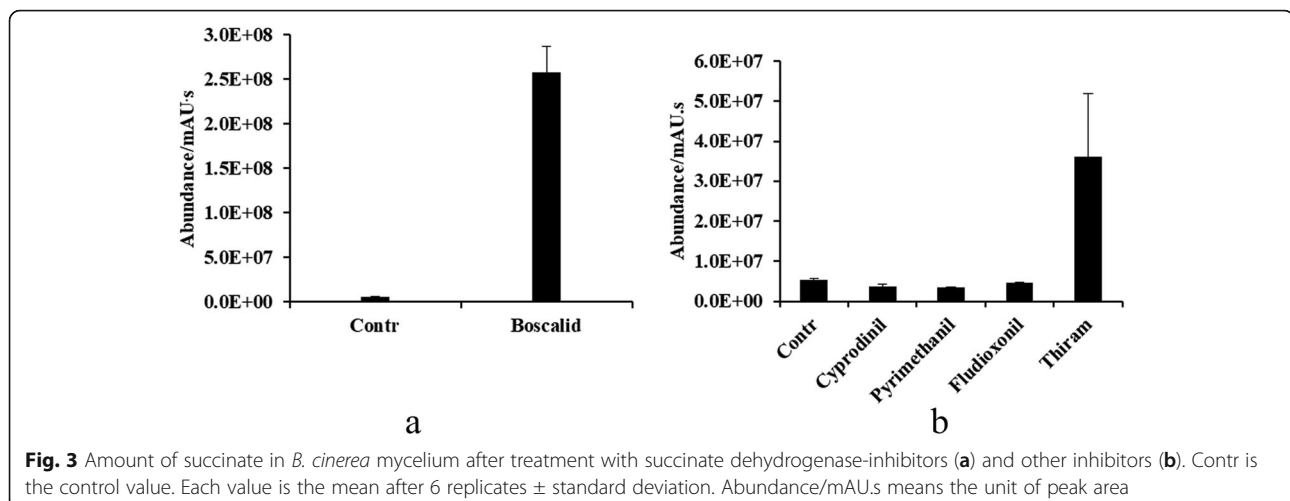 3.0E+08
2.5E+08
2.0E+08
1.5E+08
1.0E+08
5.0E+07
0.0E+00
Abundance/mAU·s
Contr
Boscalid
a
6.0E+07
5.0E+07
4.0E+07
3.0E+07
2.0E+07
1.0E+07
0.0E+00
Abundance/mAU.s
Contr
Cyprodinil
Pyrimethanil
Fludioxonil
Thiram
b
Fig. 3 Amount of succinate in B. cinerea mycelium after treatment with succinate dehydrogenase-inhibitors (a) and other inhibitors (b). Contr is
the control value. Each value is the mean after 6 replicates ± standard deviation. Abundance/mAU.s means the unit of peak area